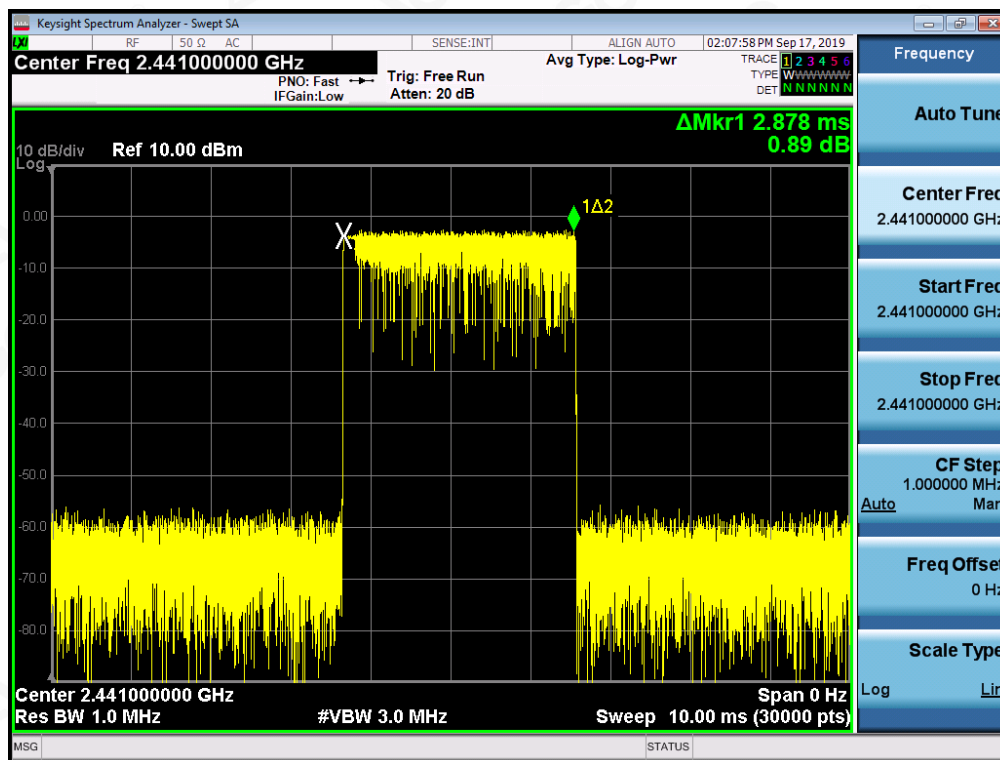 Keysight Spectrum Analyzer - Swept SA
LXI RF 50 Ω AC SENSE:INT ALIGN AUTO 02:07:58 PM Sep 17, 2019
Center Freq 2.441000000 GHz
PNO: Fast
IFGain:Low
Trig: Free Run
Atten: 20 dB
Avg Type: Log-Pwr
TRACE 1 2 3 4 5 6
TYPE W W W W W W
DET N N N N N N
ΔMkr1 2.878 ms
0.89 dB
10 dB/div Ref 10.00 dBm
Log
1Δ2
X
0.00
-10.0
-20.0
-30.0
-40.0
-50.0
-60.0
-70.0
-80.0
Center 2.441000000 GHz Span 0 Hz
Res BW 1.0 MHz #VBW 3.0 MHz Sweep 10.00 ms (30000 pts)
MSG STATUS
Frequency
Auto Tune
Center Freq
2.441000000 GHz
Start Freq
2.441000000 GHz
Stop Freq
2.441000000 GHz
CF Step
1.000000 MHz
Auto Man
Freq Offset
0 Hz
Scale Type
Log Lin